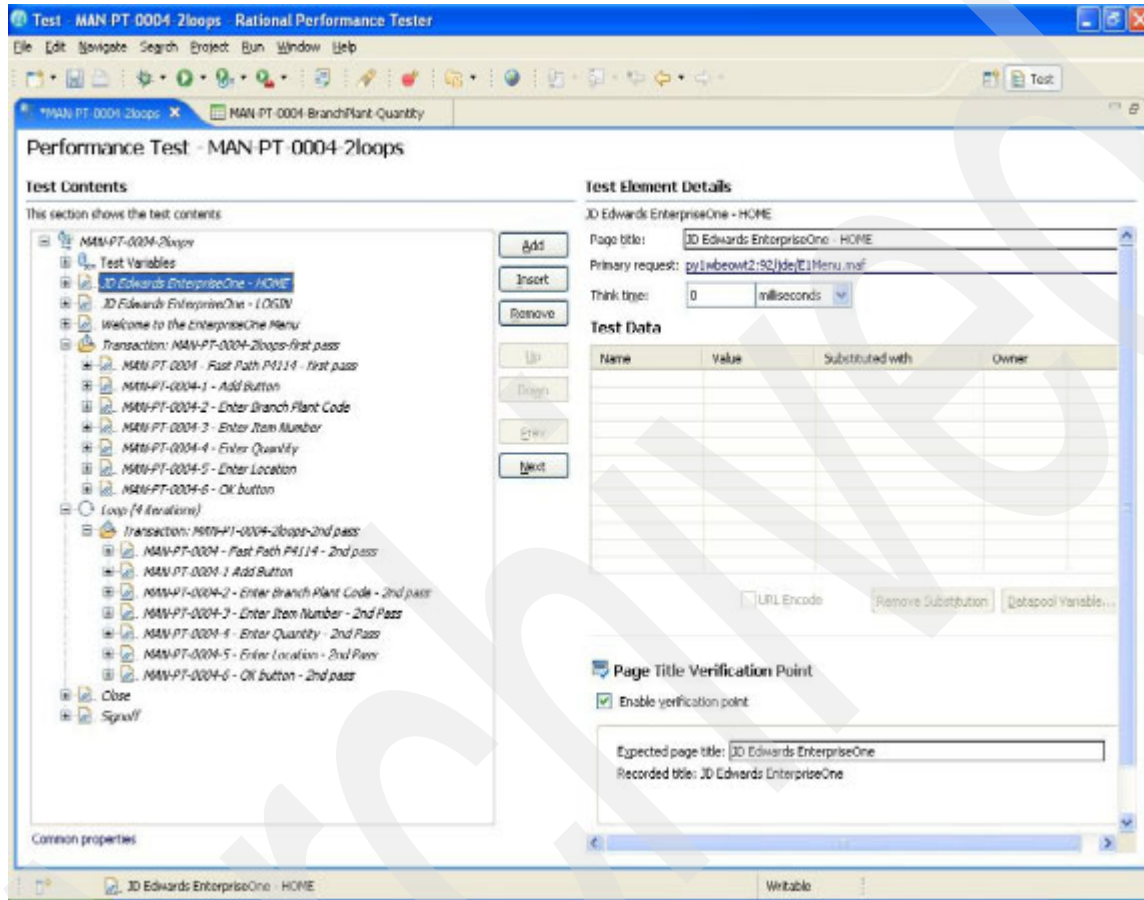 Test - MAN-PT-0004-2loops - Rational Performance Tester
File Edit Navigate Search Project Run Window Help
Test
*MAN-PT-0004-2loops MAN-PT-0004-BranchPlant-Quantity
Performance Test - MAN-PT-0004-2loops
Test Contents
This section shows the test contents
MAN-PT-0004-2loops
Test Variables
JD Edwards EnterpriseOne - HOME
JD Edwards EnterpriseOne - LOGIN
Welcome to the EnterpriseOne Menu
Transaction: MAN-PT-0004-2loops-first pass
MAN-PT-0004 - Fast Path P4114 - first pass
MAN-PT-0004-1 - Add Button
MAN-PT-0004-2 - Enter Branch Plant Code
MAN-PT-0004-3 - Enter Item Number
MAN-PT-0004-4 - Enter Quantity
MAN-PT-0004-5 - Enter Location
MAN-PT-0004-6 - OK button
Loop (4 iterations)
Transaction: MAN-PT-0004-2loops-2nd pass
MAN-PT-0004 - Fast Path P4114 - 2nd pass
MAN-PT-0004-1 Add Button
MAN-PT-0004-2 - Enter Branch Plant Code - 2nd pass
MAN-PT-0004-3 - Enter Item Number - 2nd Pass
MAN-PT-0004-4 - Enter Quantity - 2nd Pass
MAN-PT-0004-5 - Enter Location - 2nd Pass
MAN-PT-0004-6 - OK button - 2nd pass
Close
Signoff
Common properties
Add
Insert
Remove
Up
Down
Prev
Next
Test Element Details
JD Edwards EnterpriseOne - HOME
Page title: JD Edwards EnterpriseOne - HOME
Primary request: py1wbeowt2:92/jde/E1Menu.maf
Think time: 0 milliseconds
Test Data
Name Value Substituted with Owner
URL Encode Remove Substitution Datapool Variable...
Page Title Verification Point
Enable verification point
Expected page title: JD Edwards EnterpriseOne
Recorded title: JD Edwards EnterpriseOne
JD Edwards EnterpriseOne - HOME Writable